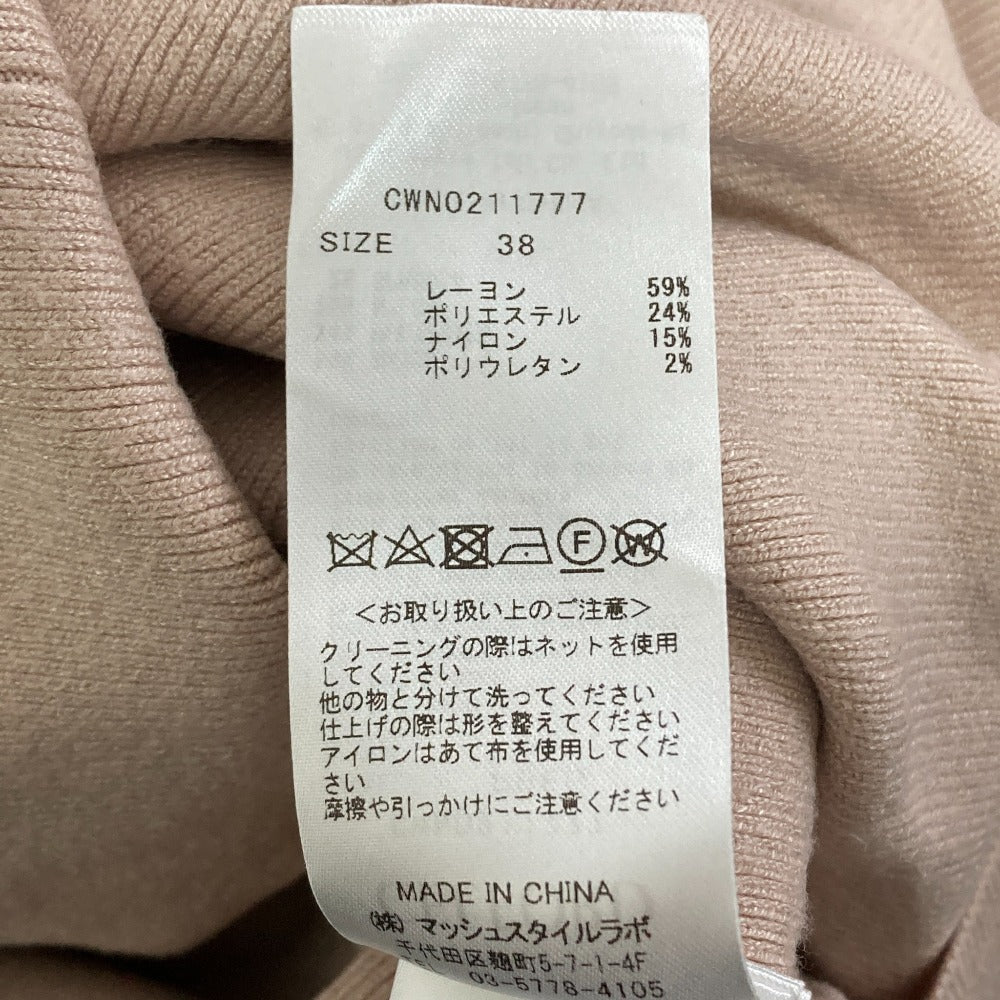 CWNO211777
SIZE 38
レーヨン 59%
ポリエステル 24%
ナイロン 15%
ポリウレタン 2%
F W
<お取り扱い上のご注意>
クリーニングの際はネットを使用
してください
他の物と分けて洗ってください
仕上げの際は形を整えてください
アイロンはあて布を使用してくだ
さい
摩擦や引っかけにご注意ください
MADE IN CHINA
(株)マッシュスタイルラボ
千代田区麹町5-7-1-4F
03-5778-4105